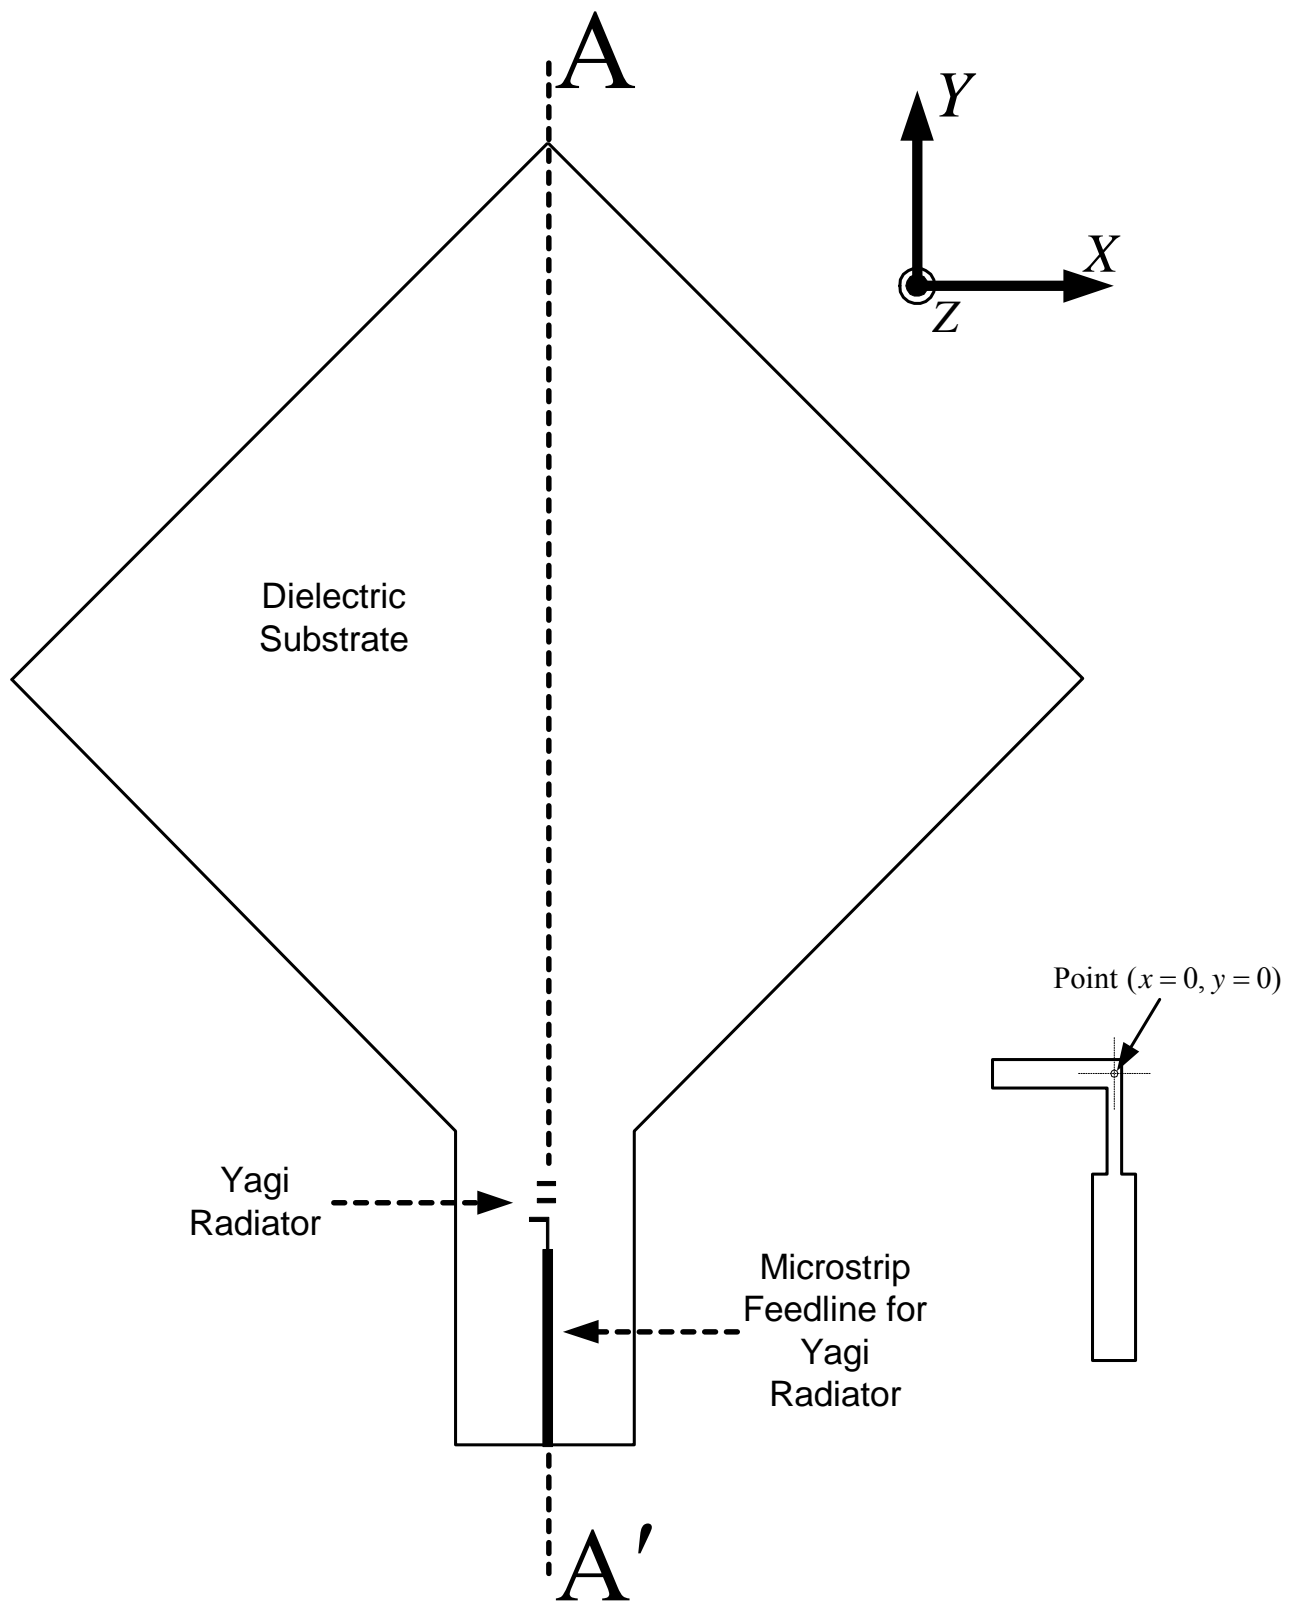 A
Y
X
Z
Dielectric
Substrate
Point (x = 0, y = 0)
Yagi
Radiator
Microstrip
Feedline for
Yagi
Radiator
A′